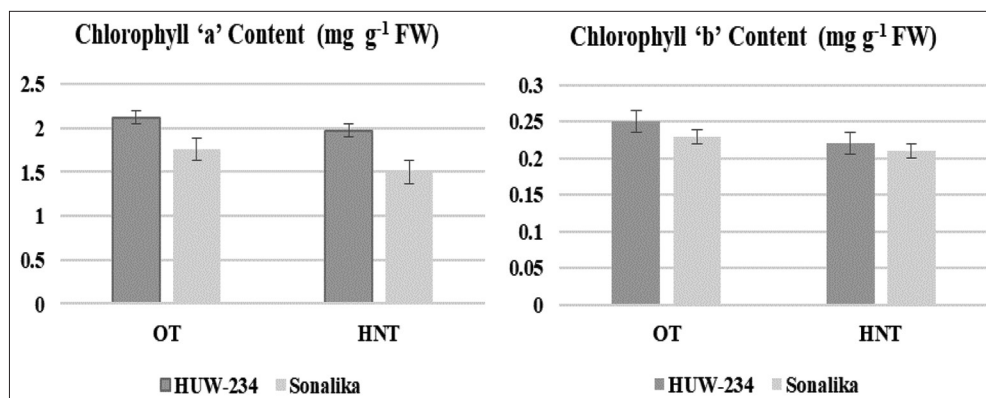 Chlorophyll ‘a’ Content (mg g-1 FW)
2.5
2
1.5
1
0.5
0
OT HNT
HUW-234 Sonalika
Chlorophyll ‘b’ Content (mg g-1 FW)
0.3
0.25
0.2
0.15
0.1
0.05
0
OT HNT
HUW-234 Sonalika